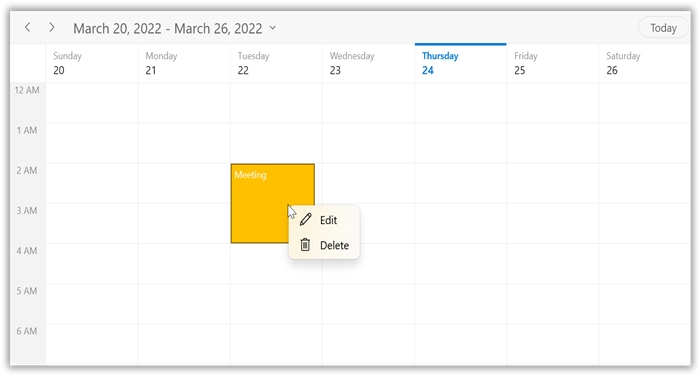 March 20, 2022 - March 26, 2022
Today
Sunday Monday Tuesday Wednesday Thursday Friday Saturday
20 21 22 23 24 25 26
12 AM
1 AM
2 AM
Meeting
3 AM
Edit
Delete
4 AM
5 AM
6 AM